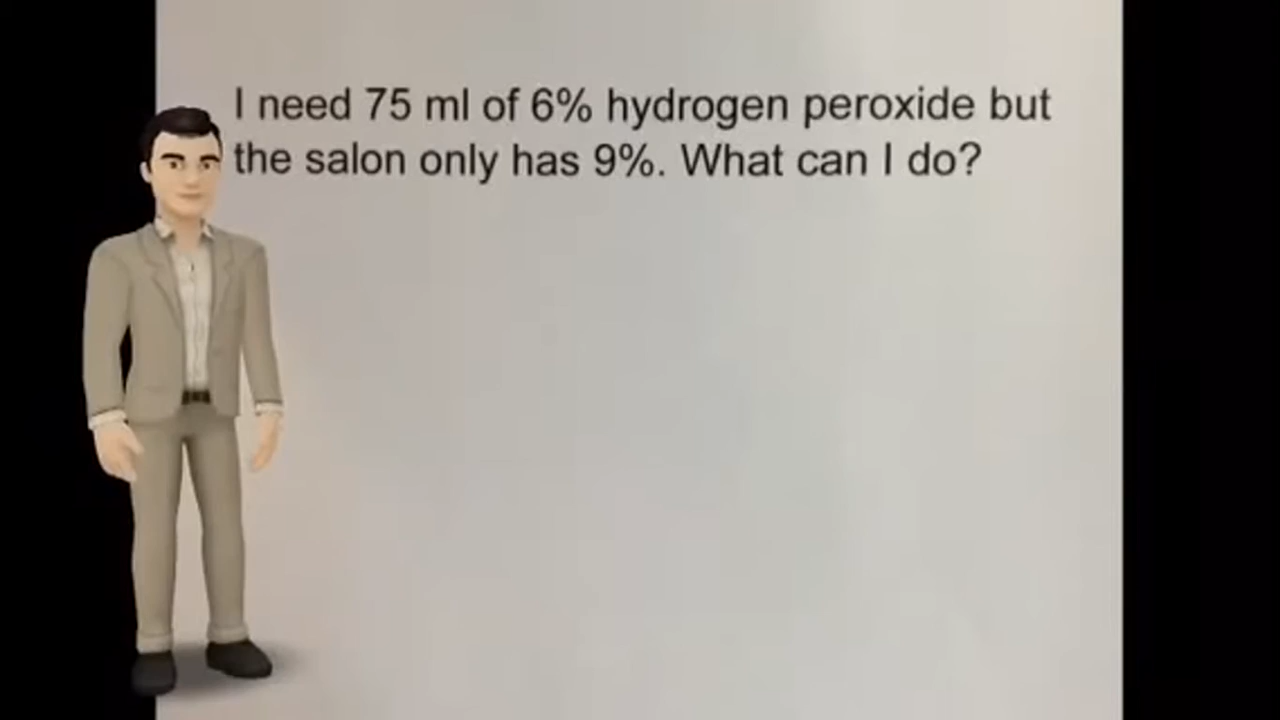 I need 75 ml of 6% hydrogen peroxide but
the salon only has 9%. What can I do?